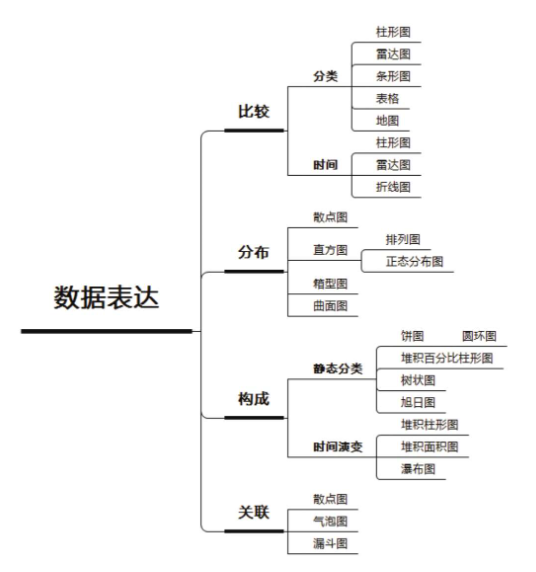 数据表达
比较
分类
柱形图
雷达图
条形图
表格
地图
时间
柱形图
雷达图
折线图
分布
散点图
直方图
排列图
正态分布图
箱型图
曲面图
构成
静态分类
饼图 圆环图
堆积百分比柱形图
树状图
旭日图
时间演变
堆积柱形图
堆积面积图
瀑布图
关联
散点图
气泡图
漏斗图